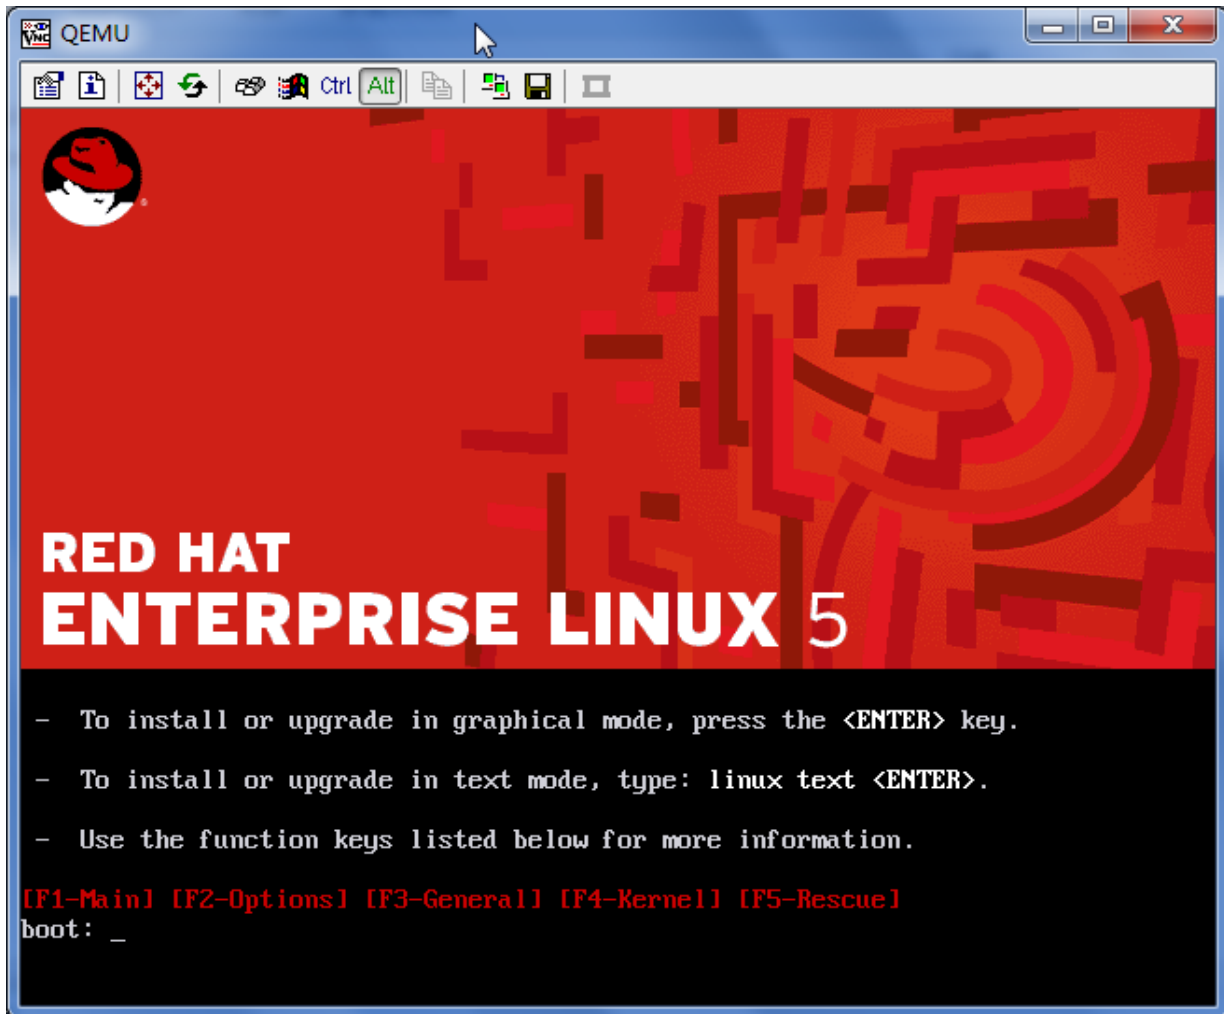 QEMU
Ctrl Alt
RED HAT
ENTERPRISE LINUX 5
- To install or upgrade in graphical mode, press the <ENTER> key.
- To install or upgrade in text mode, type: linux text <ENTER>.
- Use the function keys listed below for more information.
[F1-Main] [F2-Options] [F3-General] [F4-Kernel] [F5-Rescue]
boot: _